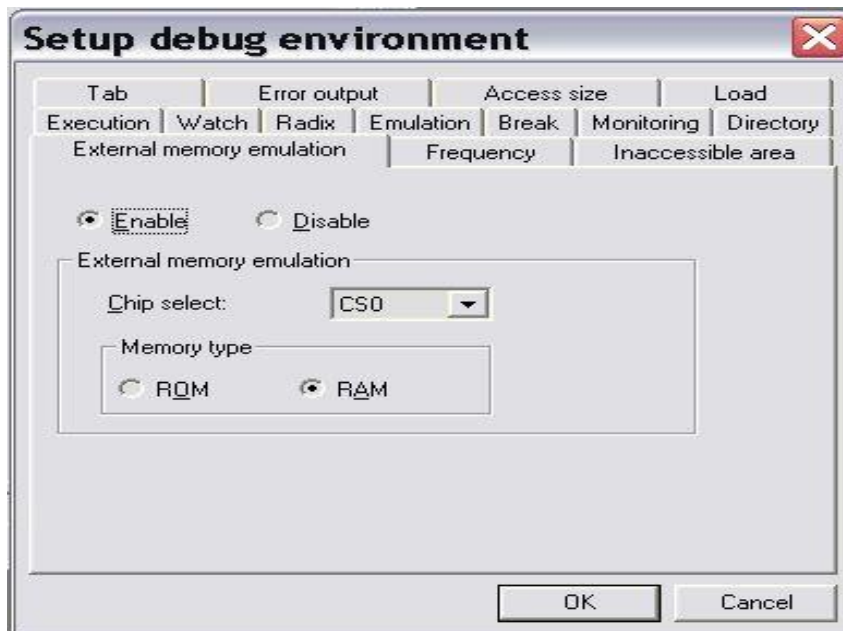 Setup debug environment
Tab Error output Access size Load
Execution Watch Radix Emulation Break Monitoring Directory
External memory emulation Frequency Inaccessible area
Enable Disable
External memory emulation
Chip select: CS0
Memory type
ROM RAM
OK Cancel